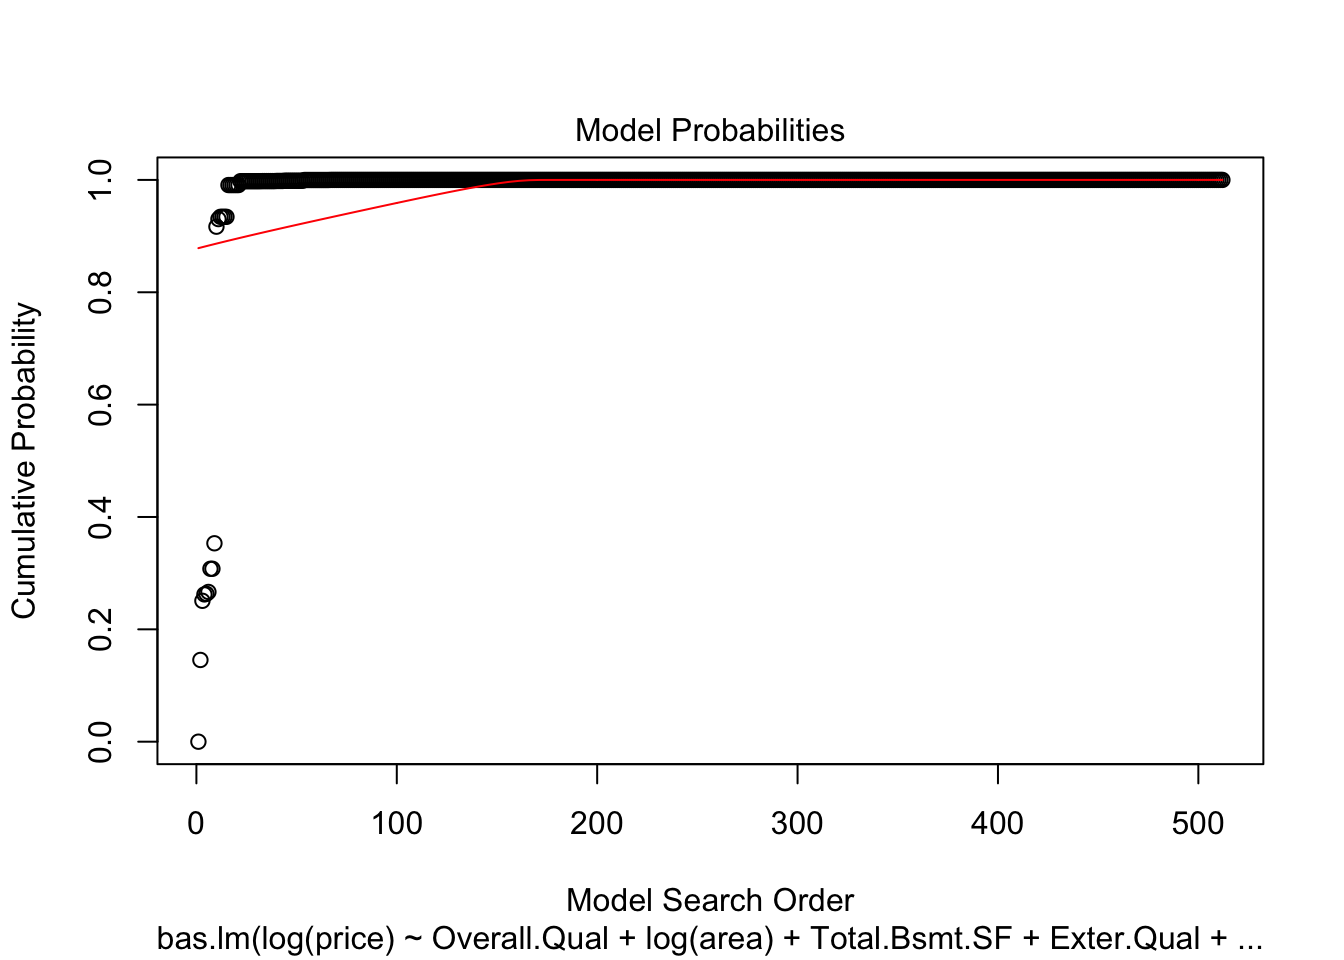 Model Probabilities
1.0
0.8
0.6
0.4
0.2
0.0
Cumulative Probability
0 100 200 300 400 500
Model Search Order
bas.lm(log(price) ~ Overall.Qual + log(area) + Total.Bsmt.SF + Exter.Qual + ...